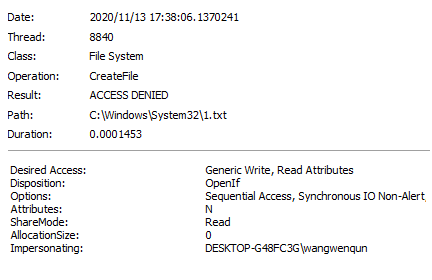 Date: 2020/11/13 17:38:06.1370241
Thread: 8840
Class: File System
Operation: CreateFile
Result: ACCESS DENIED
Path: C:\Windows\System32\1.txt
Duration: 0.0001453
Desired Access: Generic Write, Read Attributes
Disposition: OpenIf
Options: Sequential Access, Synchronous IO Non-Alert,
Attributes: N
ShareMode: Read
AllocationSize: 0
Impersonating: DESKTOP-G48FC3G\wangwenqun